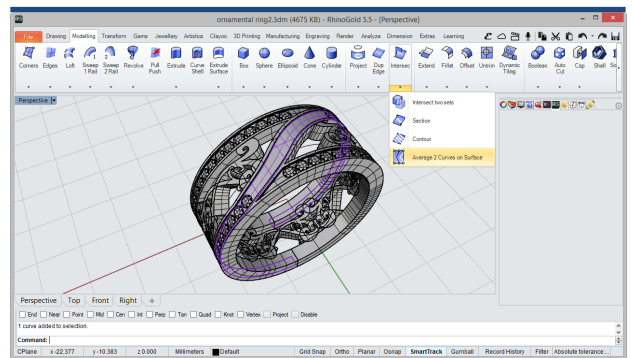 ornamental ring2.3dm (4675 KB) - RhinoGold 5.5 - [Perspective]
File Drawing Modelling Transform Gems Jewellery Artistics Clayoo 3D Printing Manufacturing Engraving Render Analyze Dimension Extras Learning
Corners Edges Loft Sweep 1 Rail Sweep 2 Rail Revolve Pull Push Extrude Curve Shell Extrude Surface Box Sphere Ellipsoid Cone Cylinder Project Dup Edge Intersec Extend Fillet Offset Untrim Dynamic Tiling Boolean Auto Cut Cap Shell
Perspective
Intersect two sets
Section
Contour
Average 2 Curves on Surface
Perspective Top Front Right
End Near Point Mid Cen Int Perp Tan Quad Knot Vertex Project Disable
1 curve added to selection.
Command:
CPlane x -22.377 y -10.383 z 0.000 Millimeters Default Grid Snap Ortho Planar Osnap SmartTrack Gumball Record History Filter Absolute tolerance:...